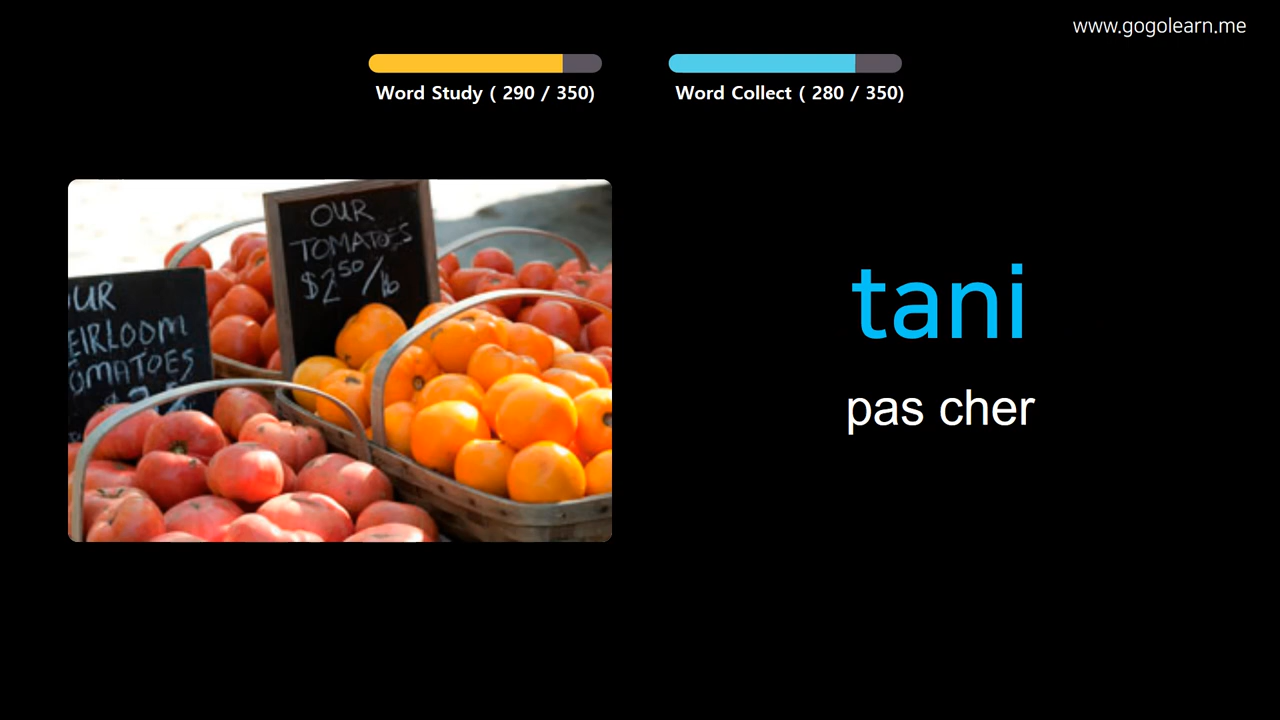 www.gogolearn.me
Word Study ( 290 / 350)
Word Collect ( 280 / 350)
OUR
TOMATOES
$2.50/lb
UR
EIRLOOM
OMATOES
tani
pas cher